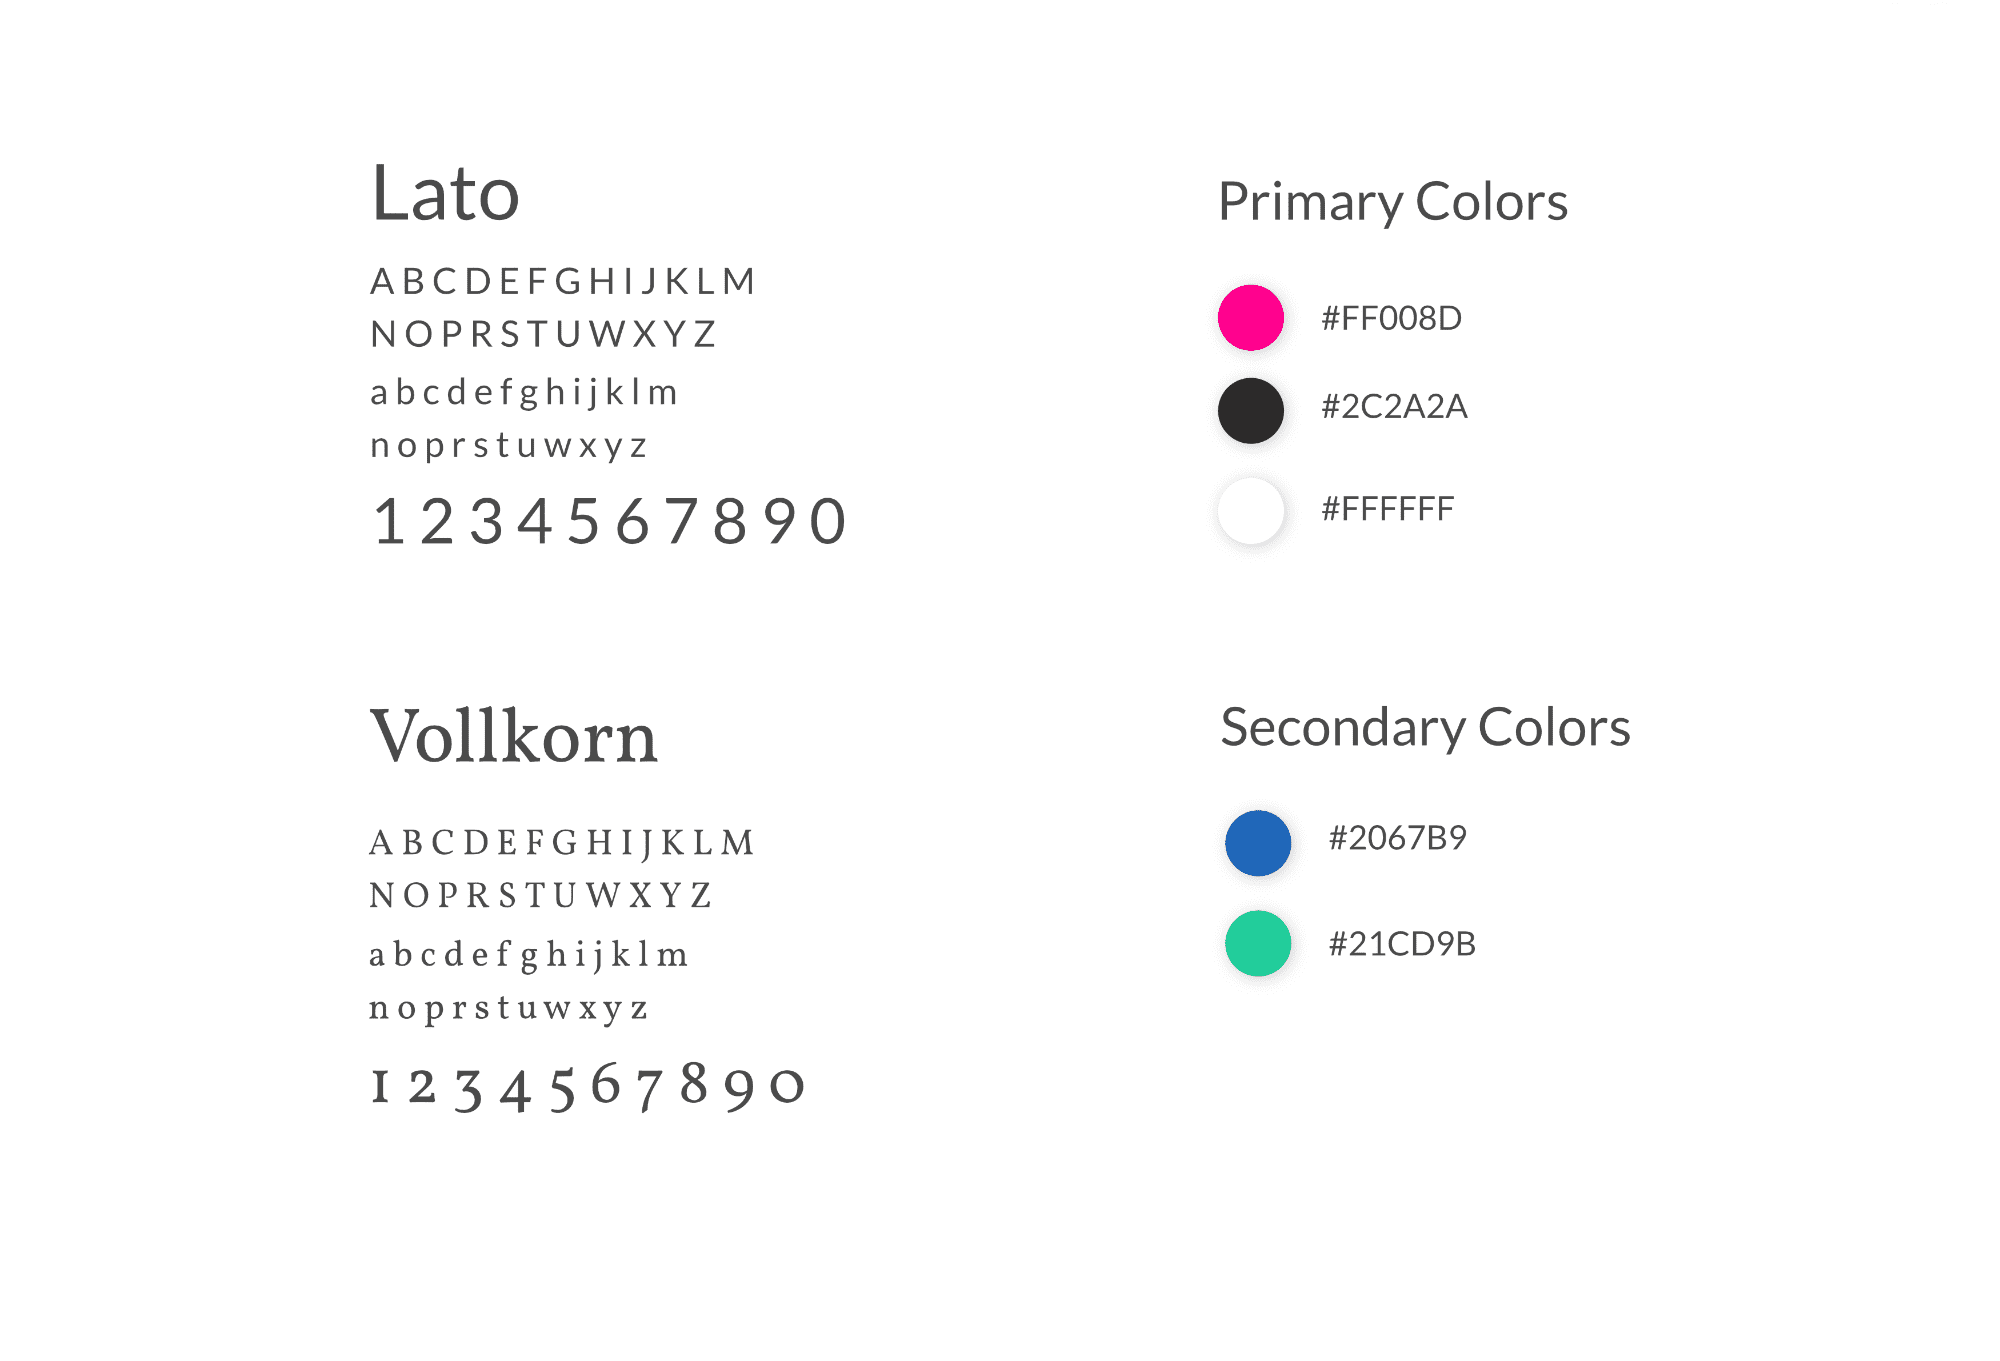 Lato
A B C D E F G H I J K L M
N O P R S T U W X Y Z
a b c d e f g h i j k l m
n o p r s t u w x y z
1 2 3 4 5 6 7 8 9 0
Primary Colors
#FF008D
#2C2A2A
#FFFFFF
Vollkorn
A B C D E F G H I J K L M
N O P R S T U W X Y Z
a b c d e f g h i j k l m
n o p r s t u w x y z
1 2 3 4 5 6 7 8 9 0
Secondary Colors
#2067B9
#21CD9B